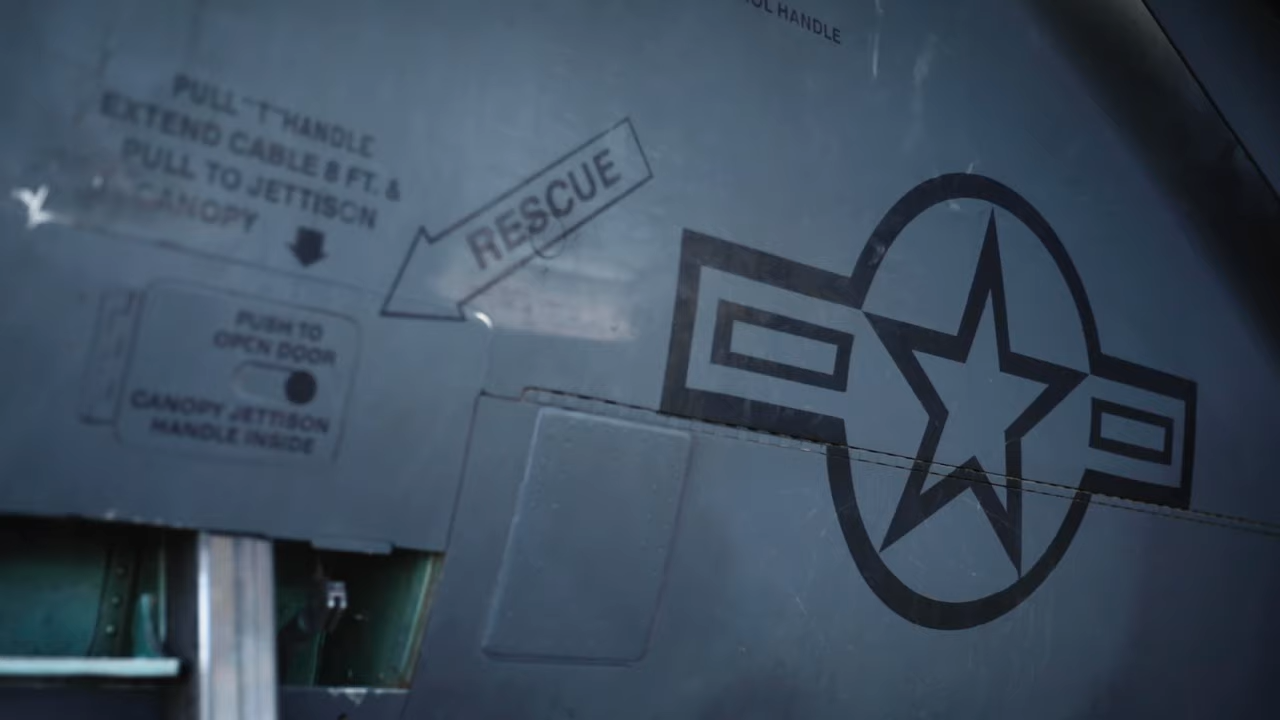 HANDLE
PULL "T" HANDLE
EXTEND CABLE 8 FT. &
PULL TO JETTISON
CANOPY
RESCUE
PUSH TO
OPEN DOOR
CANOPY JETTISON
HANDLE INSIDE